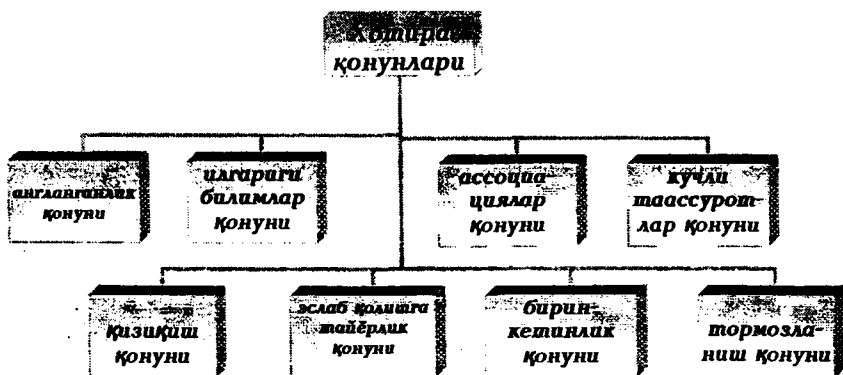 Хотира
қонунлари
англанганлик
қонуни
илгариги
билимлар
қонуни
ассоциа-
циялар
қонуни
кучли
таассурот-
лар қонуни
қизиқиш
қонуни
эслаб қолишга
тайёрлик
қонуни
бирин-
кетинлик
қонуни
тормозла-
ниш қонуни